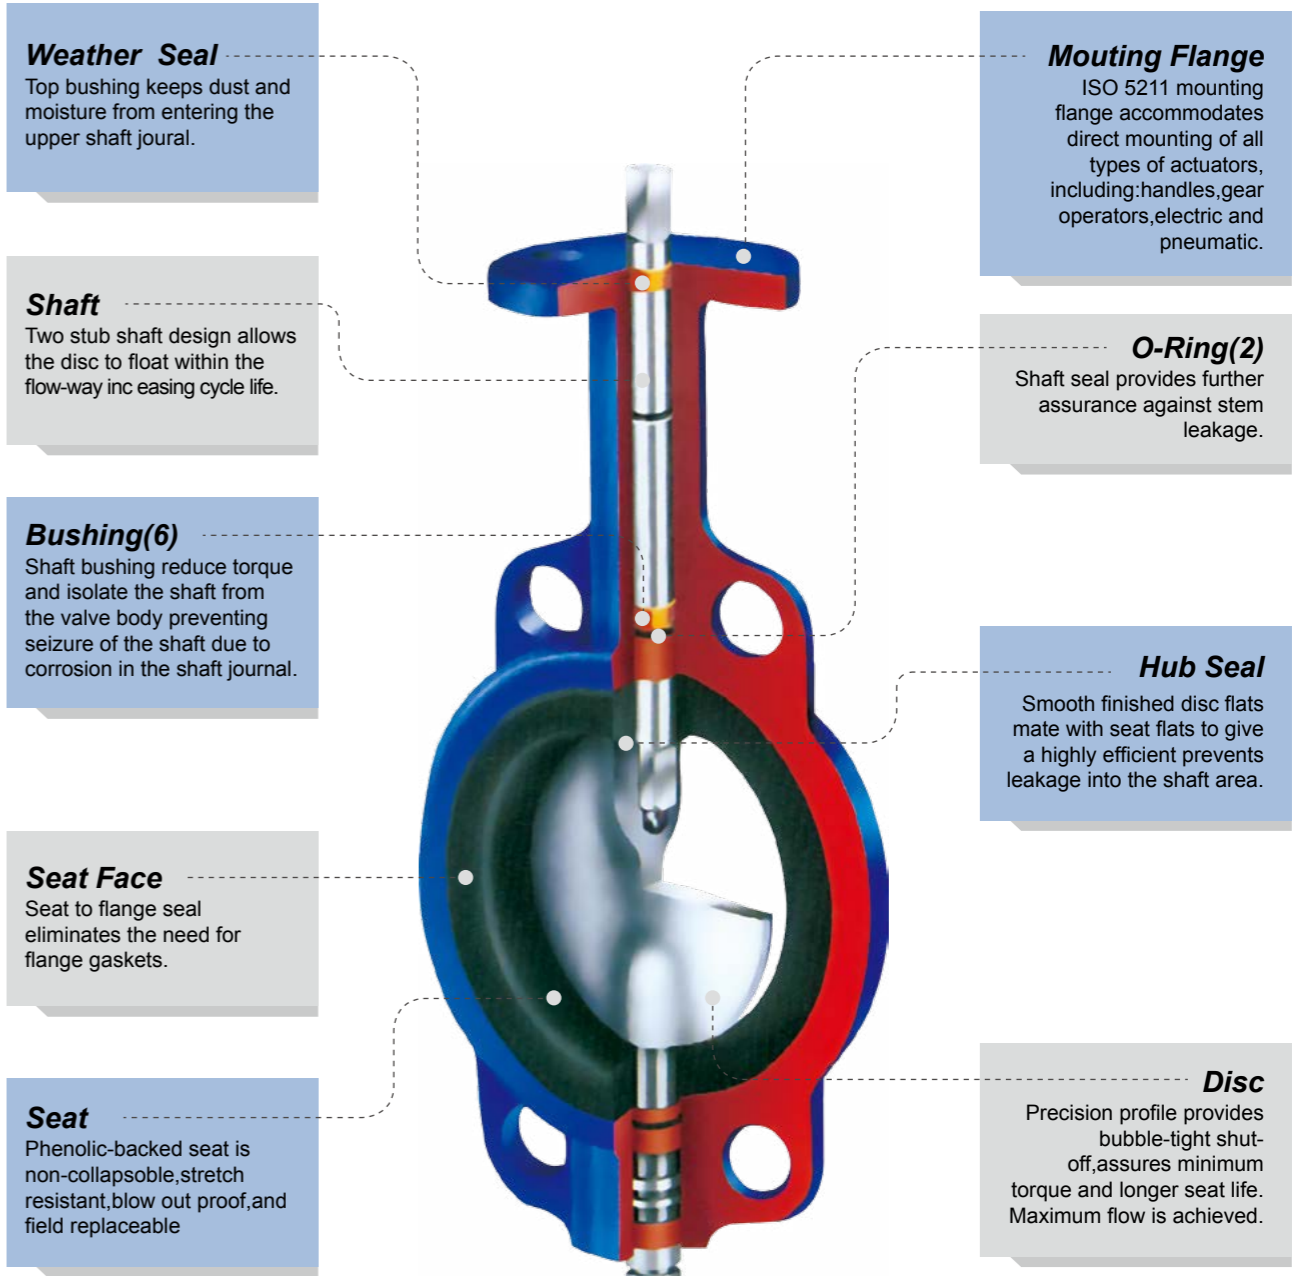 Weather Seal
Top bushing keeps dust and
moisture from entering the
upper shaft joural.
Shaft
Two stub shaft design allows
the disc to float within the
flow-way inc easing cycle life.
Bushing(6)
Shaft bushing reduce torque
and isolate the shaft from
the valve body preventing
seizure of the shaft due to
corrosion in the shaft journal.
Seat Face
Seat to flange seal
eliminates the need for
flange gaskets.
Seat
Phenolic-backed seat is
non-collapsoble,stretch
resistant,blow out proof,and
field replaceable
Mouting Flange
ISO 5211 mounting
flange accommodates
direct mounting of all
types of actuators,
including:handles,gear
operators,electric and
pneumatic.
O-Ring(2)
Shaft seal provides further
assurance against stem
leakage.
Hub Seal
Smooth finished disc flats
mate with seat flats to give
a highly efficient prevents
leakage into the shaft area.
Disc
Precision profile provides
bubble-tight shut-
off,assures minimum
torque and longer seat life.
Maximum flow is achieved.